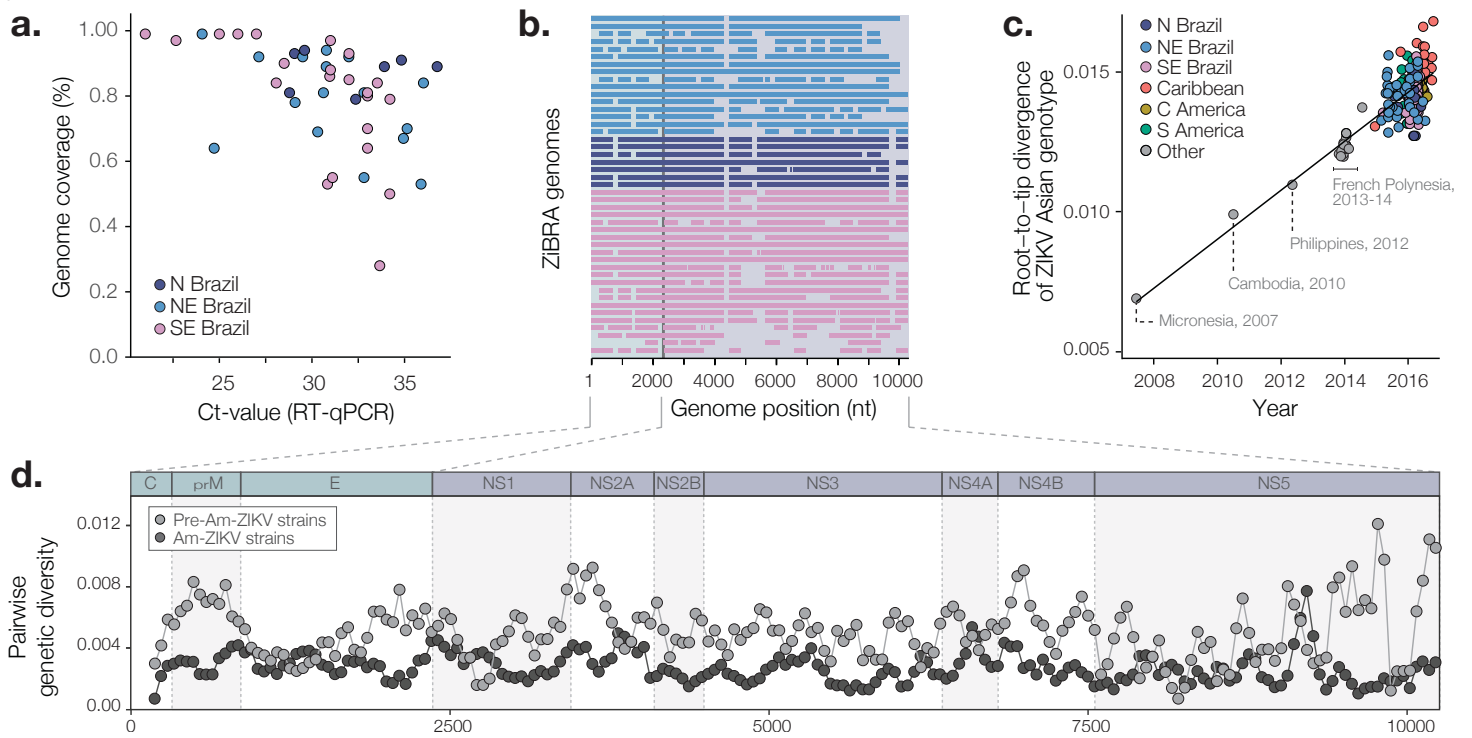 a.
Genome coverage (%)
1.00
0.8
0.6
0.4
0.2
0.0
N Brazil
NE Brazil
SE Brazil
25
30
35
Ct-value (RT-qPCR)
b.
ZiBRA genomes
1
2000
4000
6000
8000
10000
Genome position (nt)
c.
Root-to-tip divergence
of ZIKV Asian genotype
0.015
0.010
0.005
N Brazil
NE Brazil
SE Brazil
Caribbean
C America
S America
Other
French Polynesia,
2013-14
Philippines, 2012
Cambodia, 2010
Micronesia, 2007
2008
2010
2012
2014
2016
Year
d.
C
prM
E
NS1
NS2A
NS2B
NS3
NS4A
NS4B
NS5
Pairwise
genetic diversity
0.012
0.008
0.004
0.00
Pre-Am-ZIKV strains
Am-ZIKV strains
0
2500
5000
7500
10000